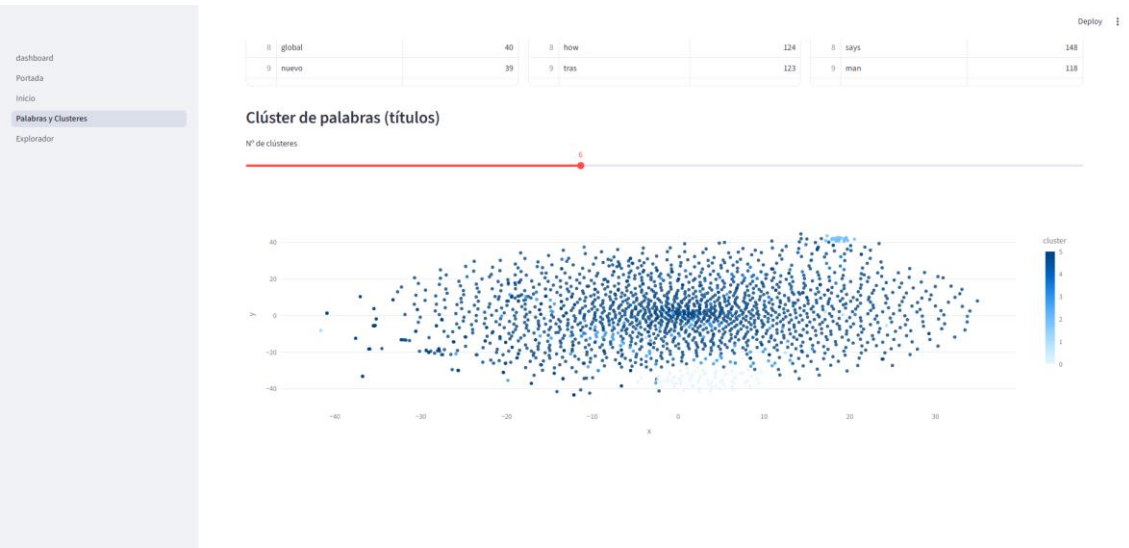 Deploy
dashboard
Portada
Inicio
Palabras y Clusteres
Explorador
8 global 40 8 how 124 8 says 148
9 nuevo 39 9 tras 123 9 man 118
Clúster de palabras (títulos)
Nº de clústeres
6
cluster
5
4
3
2
1
0
y
40
20
0
−20
−40
−40 −30 −20 −10 0 10 20 30
x